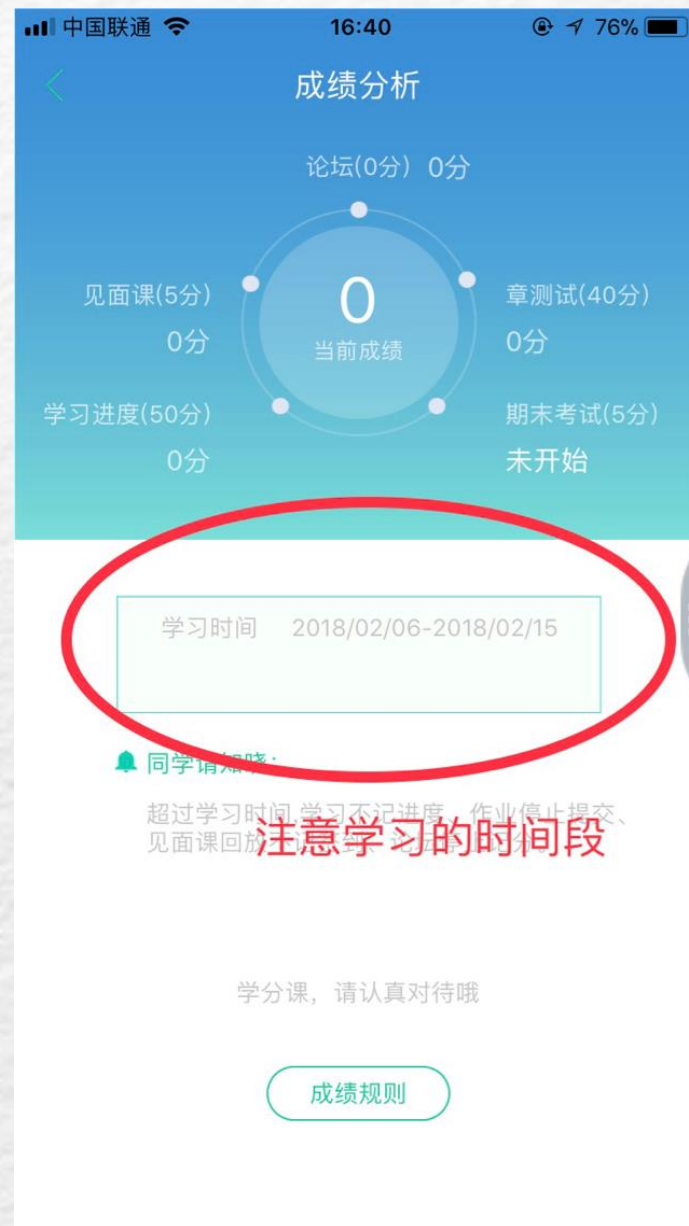 中国联通 16:40 76%
成绩分析
论坛(0分) 0分
见面课(5分)
0分
0
当前成绩
章测试(40分)
0分
学习进度(50分)
0分
期末考试(5分)
未开始
学习时间 2018/02/06-2018/02/15
同学请知晓:
超过学习时间,学习不记进度、作业停止提交、
见面课回放
注意学习的时间段
学分课，请认真对待哦
成绩规则